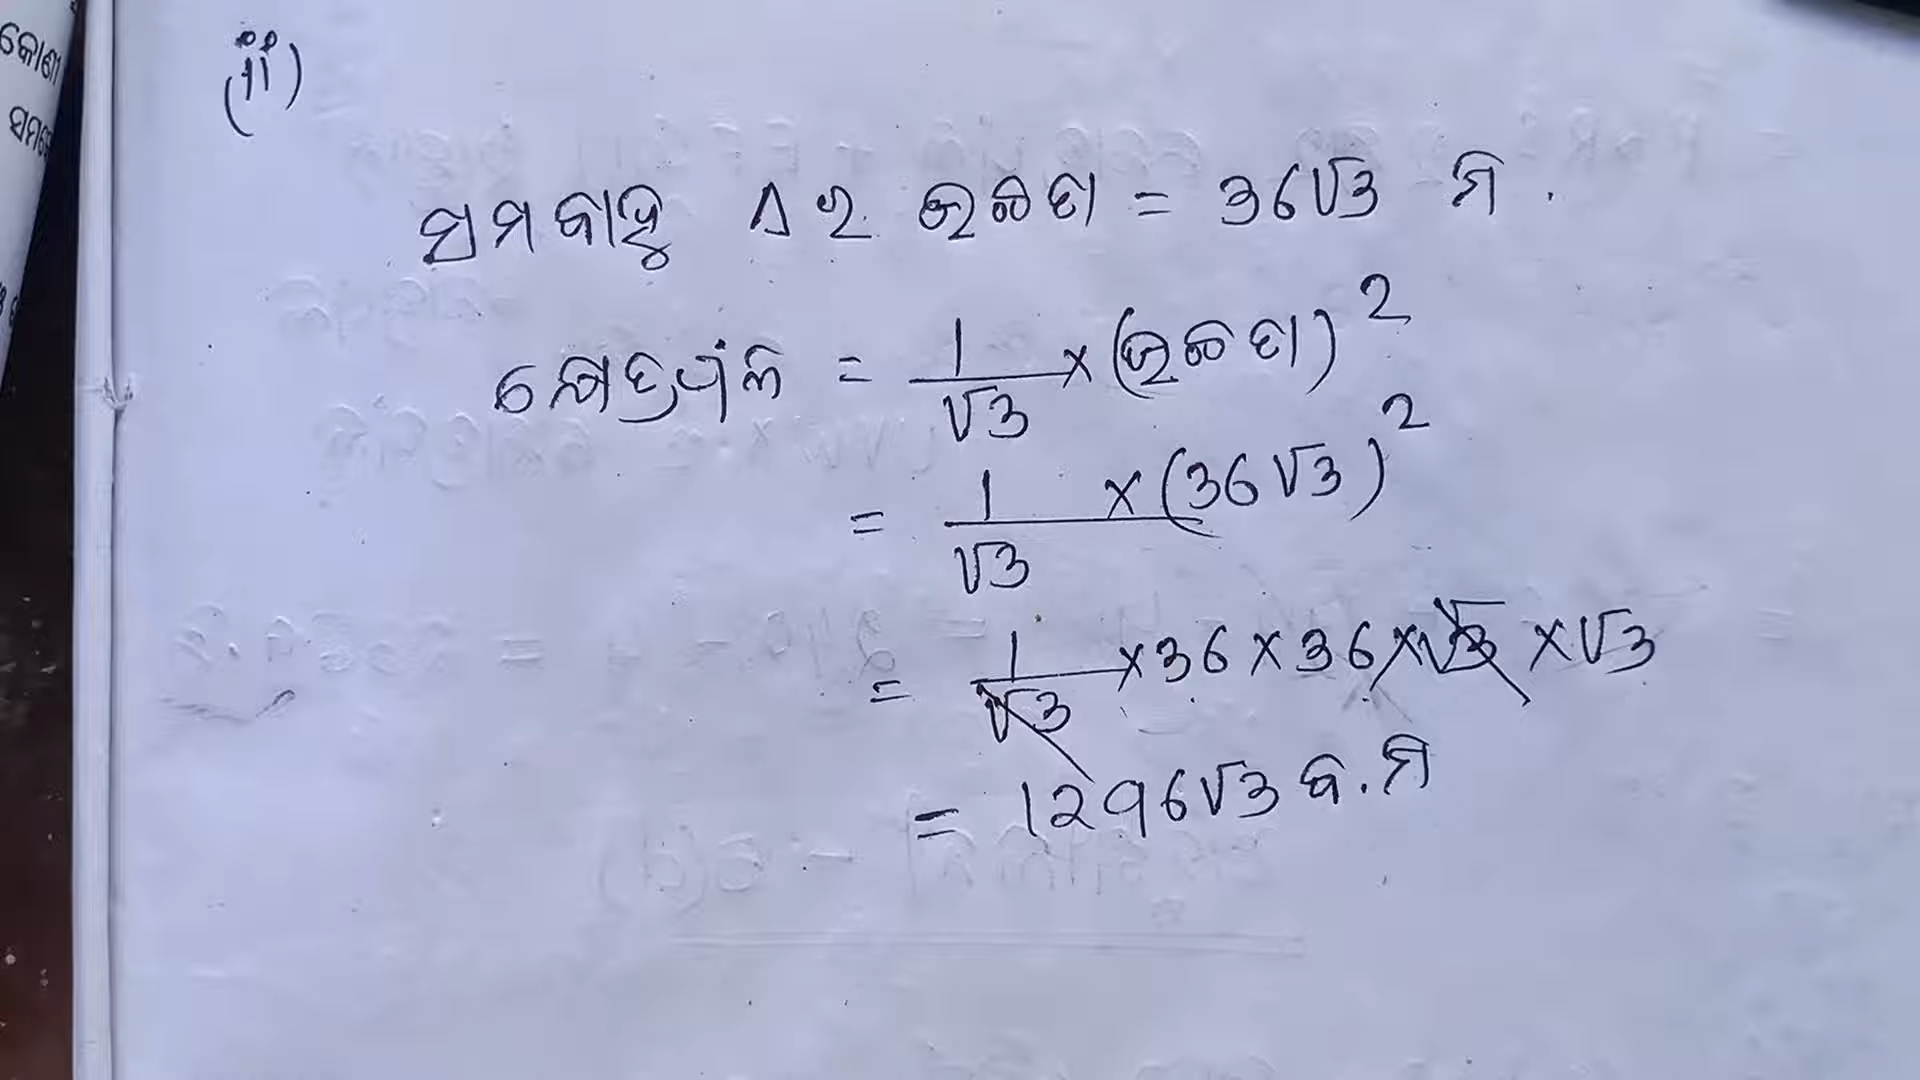 (ii)
ସମବାହୁ Δ ର ଉଚ୍ଚତା = 36√3 ମି.
କ୍ଷେତ୍ରଫଳ = 1/√3 × (ଉଚ୍ଚତା)²
= 1/√3 × (36√3)²
= 1/√3 × 36 × 36 × √3 × √3
= 1296√3 ବ.ମି